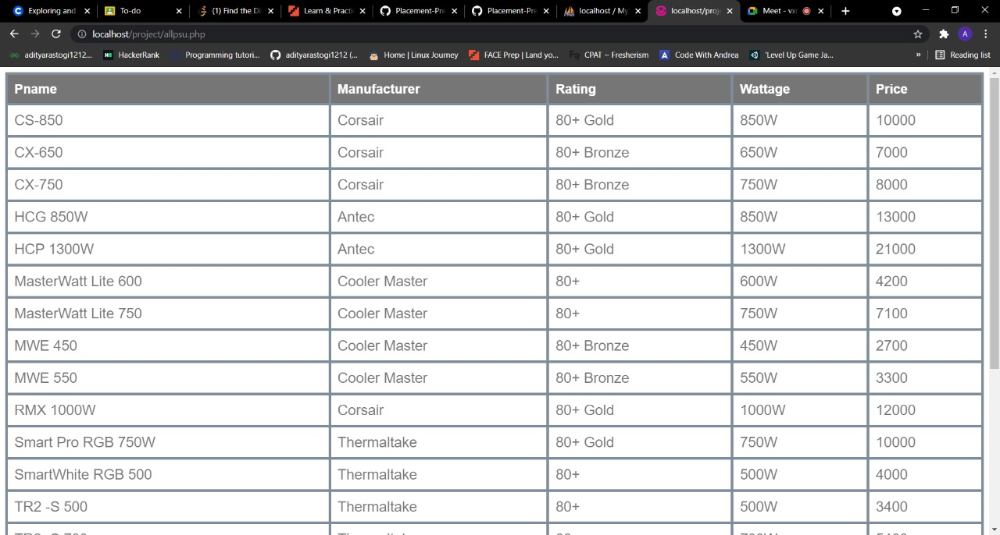 Exploring and To-do (1) Find the Di Learn & Practi Placement-Pre Placement-Pre localhost / My localhost/proj Meet - vxr
localhost/project/allpsu.php A
adityarastogi1212... HackerRank Programming tutori... adityarastogi1212 (... Home | Linux Journey FACE Prep | Land yo... CPAT – Fresherism Code With Andrea 'Level Up Game Ja... » Reading list
Pname Manufacturer Rating Wattage Price
CS-850 Corsair 80+ Gold 850W 10000
CX-650 Corsair 80+ Bronze 650W 7000
CX-750 Corsair 80+ Bronze 750W 8000
HCG 850W Antec 80+ Gold 850W 13000
HCP 1300W Antec 80+ Gold 1300W 21000
MasterWatt Lite 600 Cooler Master 80+ 600W 4200
MasterWatt Lite 750 Cooler Master 80+ 750W 7100
MWE 450 Cooler Master 80+ Bronze 450W 2700
MWE 550 Cooler Master 80+ Bronze 550W 3300
RMX 1000W Corsair 80+ Gold 1000W 12000
Smart Pro RGB 750W Thermaltake 80+ Gold 750W 10000
SmartWhite RGB 500 Thermaltake 80+ 500W 4000
TR2 -S 500 Thermaltake 80+ 500W 3400